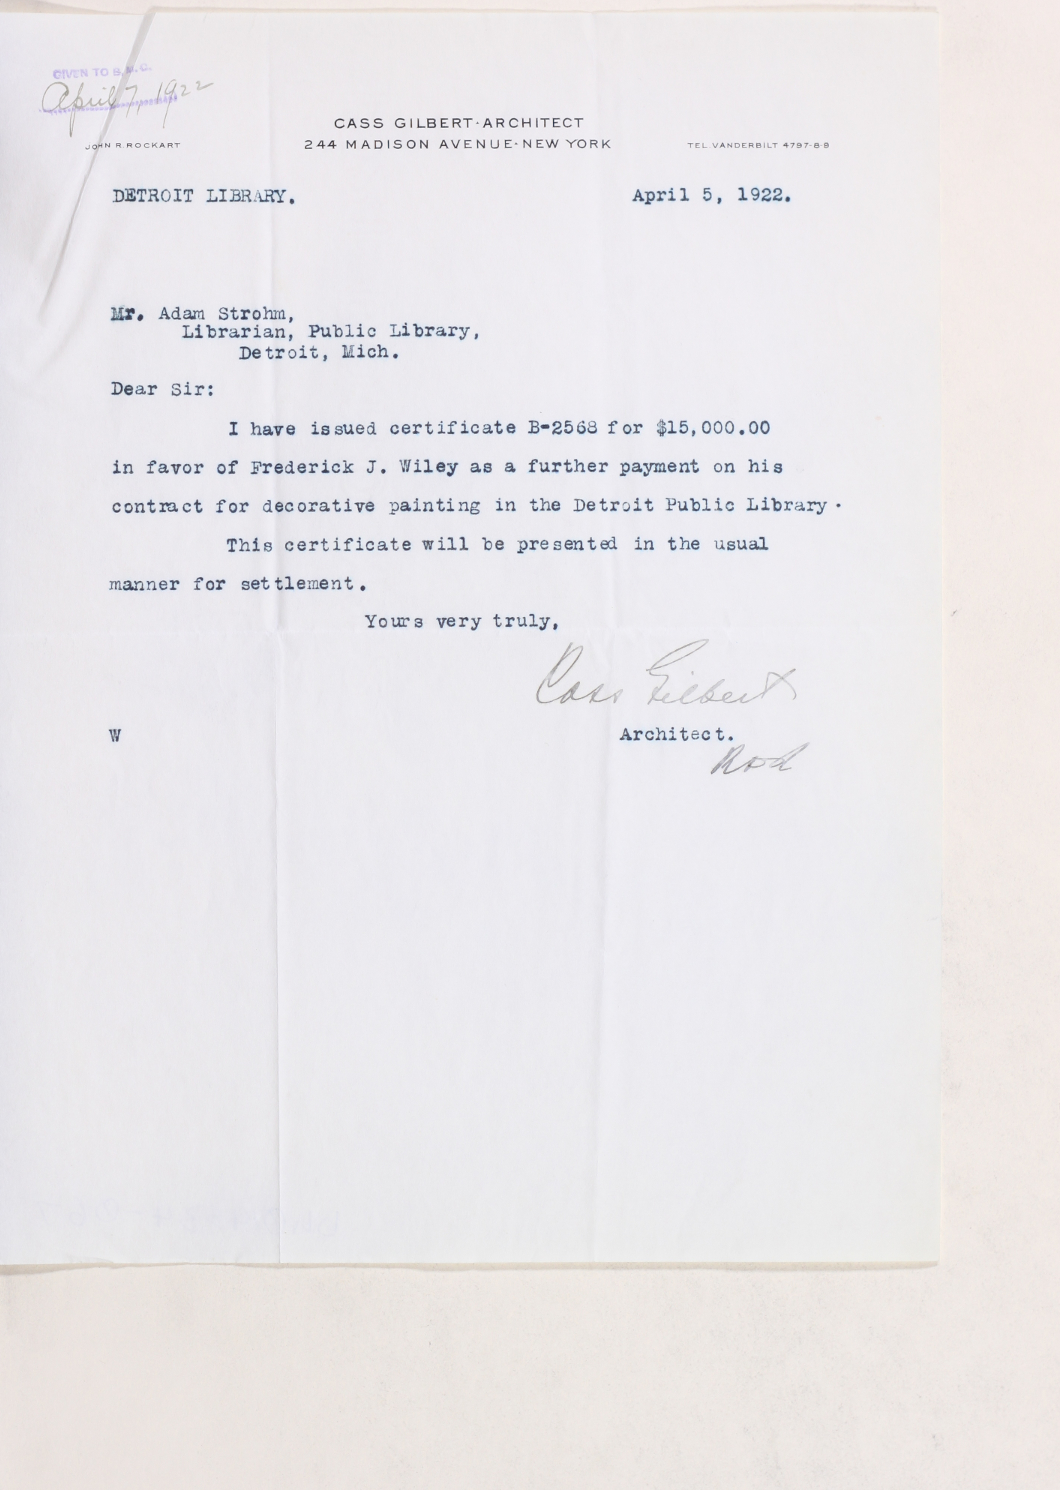 GIVEN TO B.M.C.
April 7, 1922
CASS GILBERT·ARCHITECT
JOHN R. ROCKART
244 MADISON AVENUE·NEW YORK
TEL. VANDERBILT 4797-8-9
DETROIT LIBRARY.
April 5, 1922.
Mr. Adam Strohm,
Librarian, Public Library,
Detroit, Mich.
Dear Sir:
I have issued certificate B-2568 for $15,000.00
in favor of Frederick J. Wiley as a further payment on his
contract for decorative painting in the Detroit Public Library.
This certificate will be presented in the usual
manner for settlement.
Yours very truly,
Cass Gilbert
W
Architect.